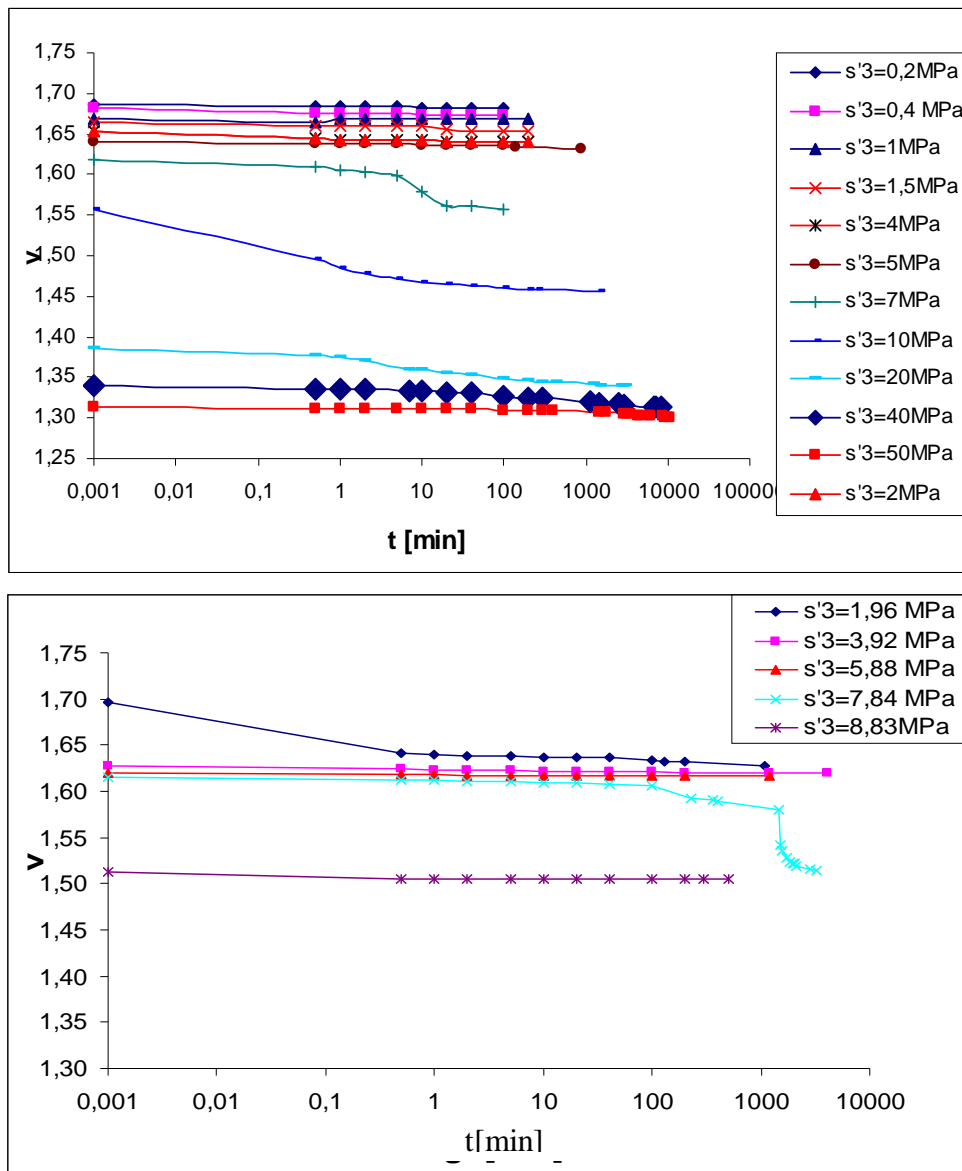 1,75
1,70
1,65
1,60
1,55
1,50
1,45
1,40
1,35
1,30
1,25
v
0,001 0,1 1 10 100 1000 10000 10000
t [min]
s'3=0,2MPa
s'3=0,4 MPa
s'3=1MPa
s'3=1,5MPa
s'3=4MPa
s'3=5MPa
s'3=7MPa
s'3=10MPa
s'3=20MPa
s'3=40MPa
s'3=50MPa
s'3=2MPa
s'3=1,96 MPa
s'3=3,92 MPa
s'3=5,88 MPa
s'3=7,84 MPa
s'3=8,83MPa
1,75
1,70
1,65
1,60
1,55
1,50
1,45
1,40
1,35
1,30
v
0,001 0,1 1 10 100 1000 10000
t[min]